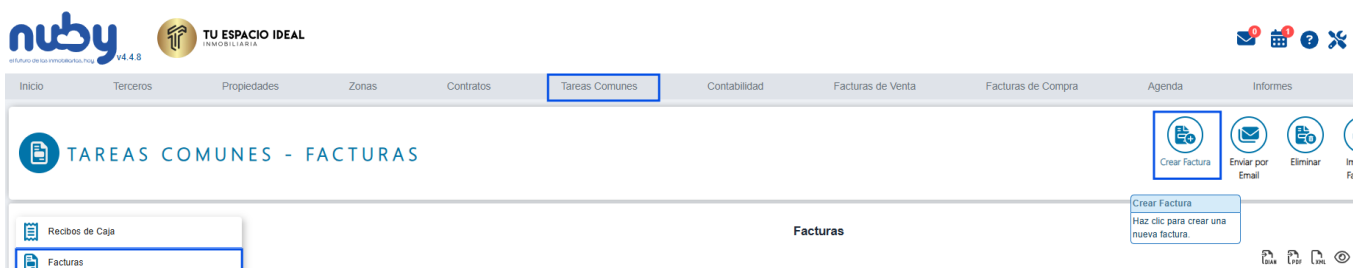 nuby
el futuro de las inmobiliarias, hoy.
v4.4.8
TU ESPACIO IDEAL
INMOBILIARIA
0
1
Inicio Terceros Propiedades Zonas Contratos Tareas Comunes Contabilidad Facturas de Venta Facturas de Compra Agenda Informes
TAREAS COMUNES - FACTURAS
Crear Factura
Enviar por
Email
Eliminar
Crear Factura
Haz clic para crear una
nueva factura.
Recibos de Caja
Facturas
Facturas
DIAN PDF XML